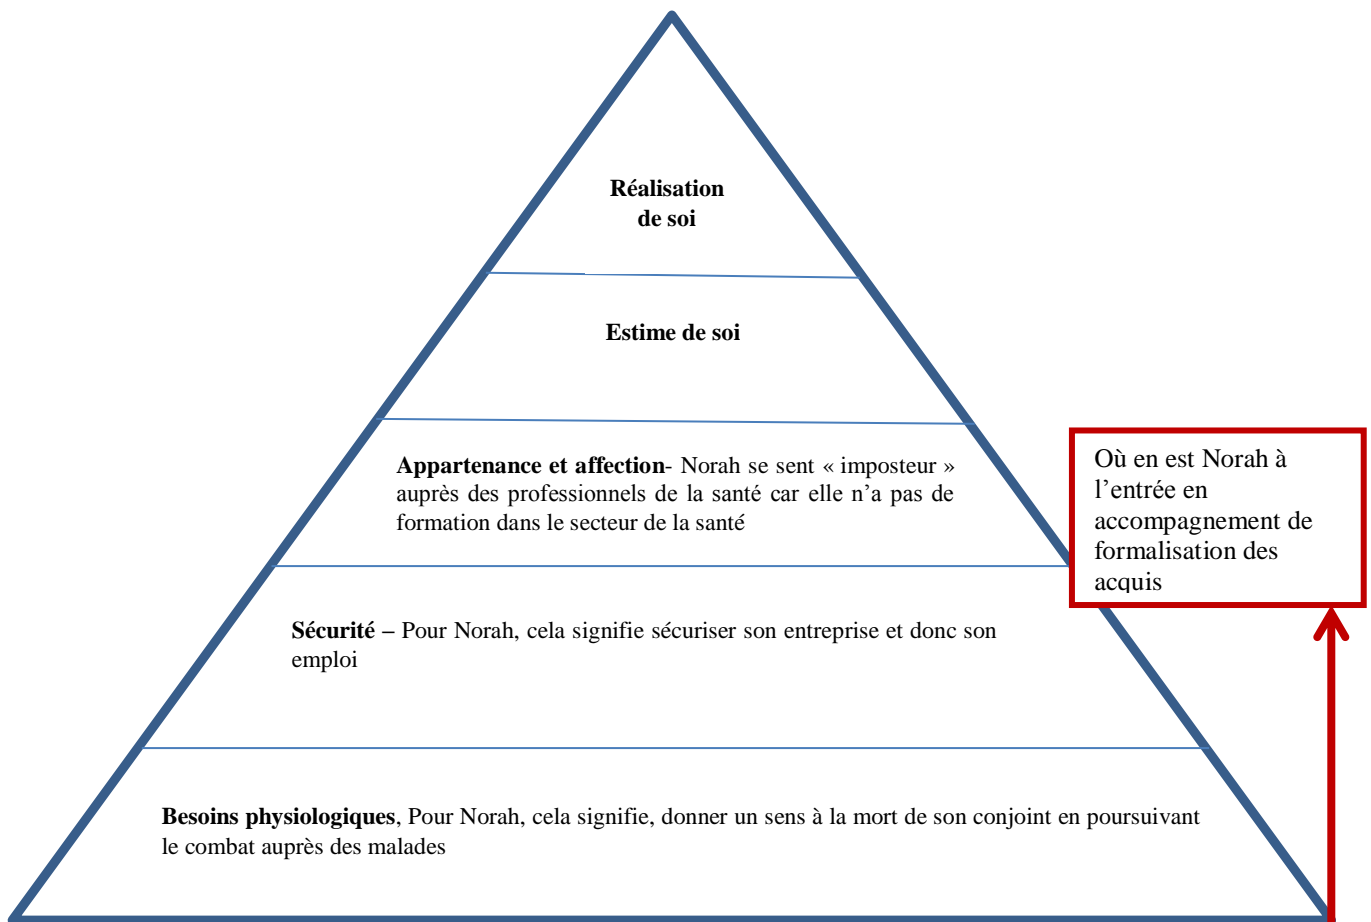 Réalisation
de soi
Estime de soi
Appartenance et affection- Norah se sent « imposteur »
auprès des professionnels de la santé car elle n’a pas de
formation dans le secteur de la santé
Où en est Norah à
l’entrée en
accompagnement de
formalisation des
acquis
Sécurité – Pour Norah, cela signifie sécuriser son entreprise et donc son
emploi
Besoins physiologiques, Pour Norah, cela signifie, donner un sens à la mort de son conjoint en poursuivant
le combat auprès des malades